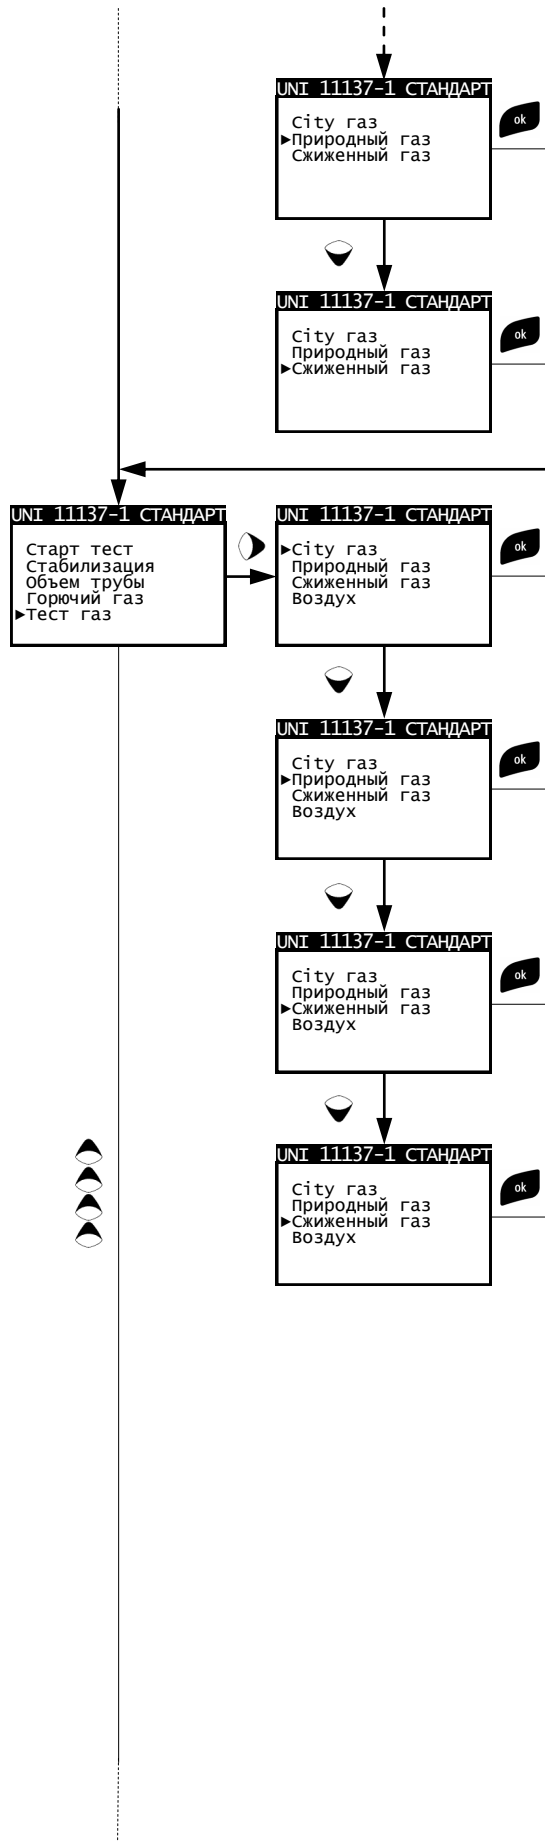 UNI 11137-1 СТАНДАРТ
City газ
►Природный газ
Сжиженный газ
ok
UNI 11137-1 СТАНДАРТ
City газ
Природный газ
►Сжиженный газ
ok
UNI 11137-1 СТАНДАРТ
Старт тест
Стабилизация
Объем трубы
Горючий газ
►Тест газ
UNI 11137-1 СТАНДАРТ
►City газ
Природный газ
Сжиженный газ
Воздух
ok
UNI 11137-1 СТАНДАРТ
City газ
►Природный газ
Сжиженный газ
Воздух
ok
UNI 11137-1 СТАНДАРТ
City газ
Природный газ
►Сжиженный газ
Воздух
ok
UNI 11137-1 СТАНДАРТ
City газ
Природный газ
►Сжиженный газ
Воздух
ok